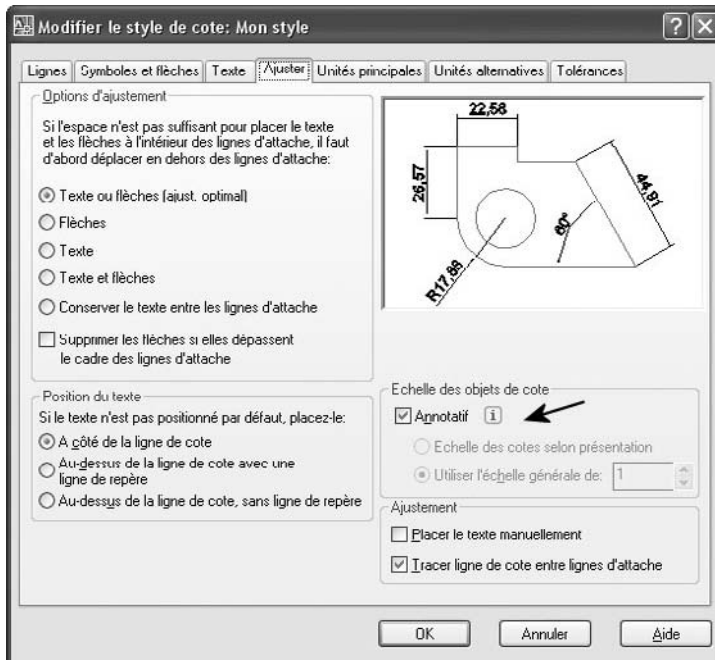 Modifier le style de cote: Mon style
Lignes Symboles et flèches Texte Ajuster Unités principales Unités alternatives Tolérances
Options d'ajustement
Si l'espace n'est pas suffisant pour placer le texte
et les flèches à l'intérieur des lignes d'attache, il faut
d'abord déplacer en dehors des lignes d'attache:
Texte ou flèches (ajust. optimal)
Flèches
Texte
Texte et flèches
Conserver le texte entre les lignes d'attache
Supprimer les flèches si elles dépassent
le cadre des lignes d'attache
Position du texte
Si le texte n'est pas positionné par défaut, placez-le:
A côté de la ligne de cote
Au-dessus de la ligne de cote avec une
ligne de repère
Au-dessus de la ligne de cote, sans ligne de repère
22,58
26,57
44,91
60°
R17,88
Echelle des objets de cote
Annotatif i
Echelle des cotes selon présentation
Utiliser l'échelle générale de: 1
Ajustement
Placer le texte manuellement
Tracer ligne de cote entre lignes d'attache
OK Annuler Aide